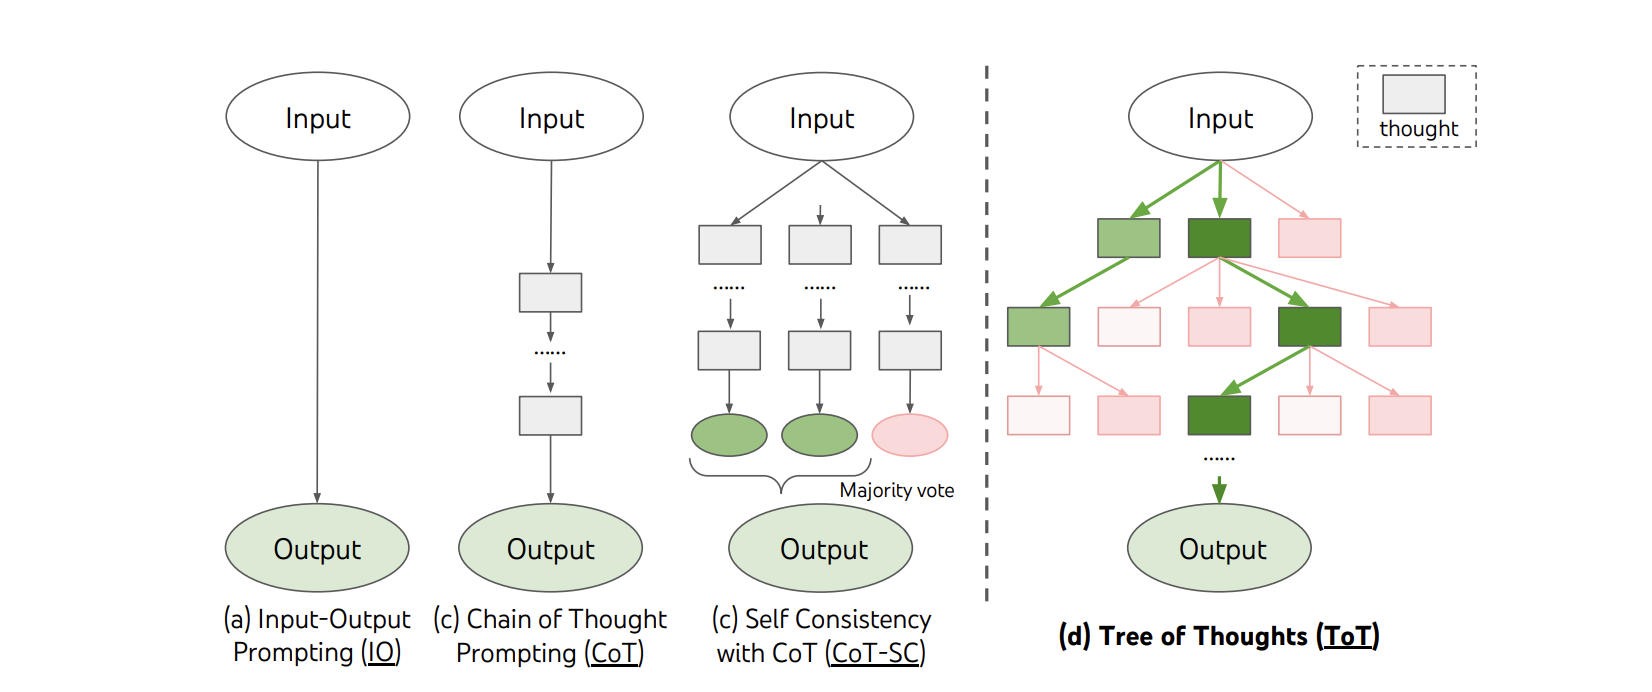 Input
Output
(a) Input-Output
Prompting (IO)
Input
......
Output
(c) Chain of Thought
Prompting (CoT)
Input
......
......
......
Majority vote
Output
(c) Self Consistency
with CoT (CoT-SC)
Input
thought
......
Output
(d) Tree of Thoughts (ToT)